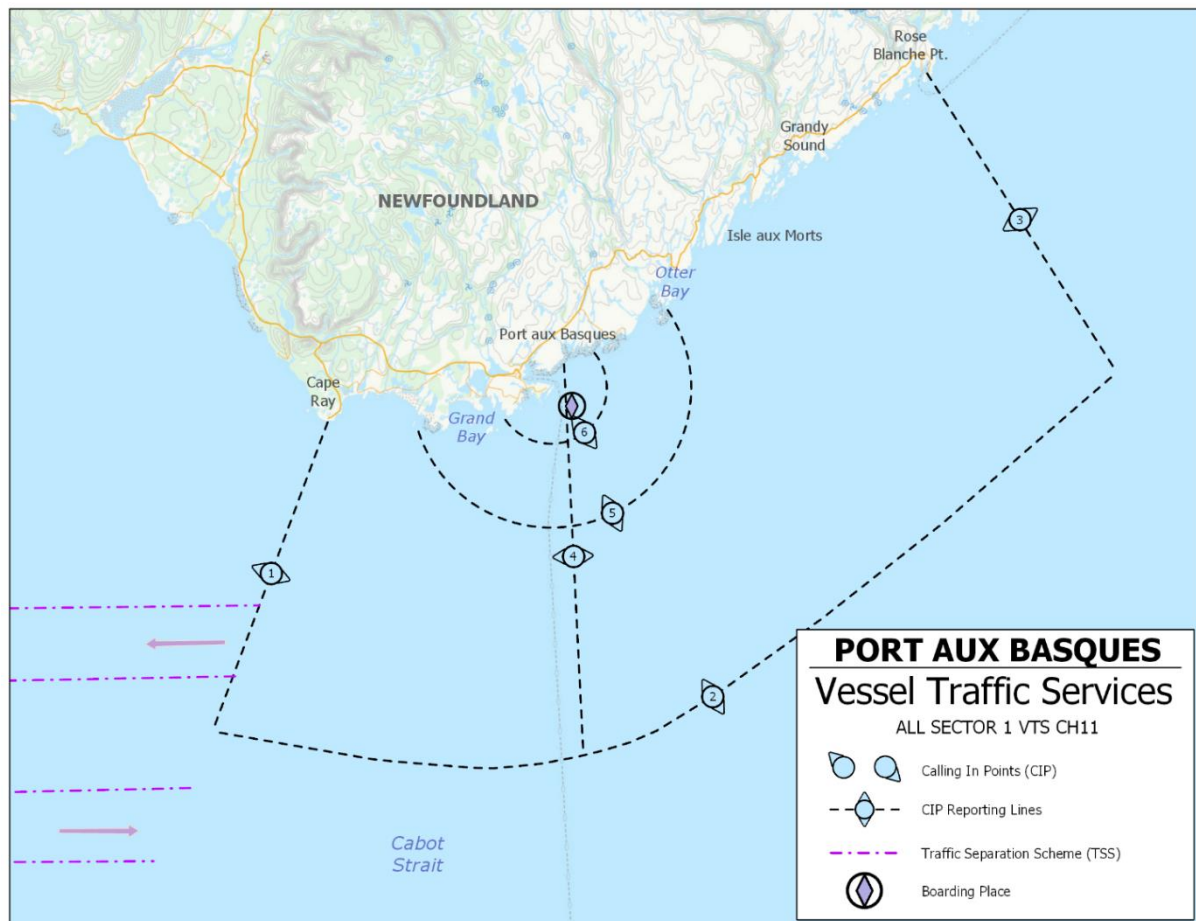 Rose
Blanche Pt.
Grandy
Sound
NEWFOUNDLAND
3
Isle aux Morts
Otter
Bay
Port aux Basques
Cape
Ray
Grand
Bay
6
5
4
1
2
Cabot
Strait
PORT AUX BASQUES
Vessel Traffic Services
ALL SECTOR 1 VTS CH11
Calling In Points (CIP)
CIP Reporting Lines
Traffic Separation Scheme (TSS)
Boarding Place